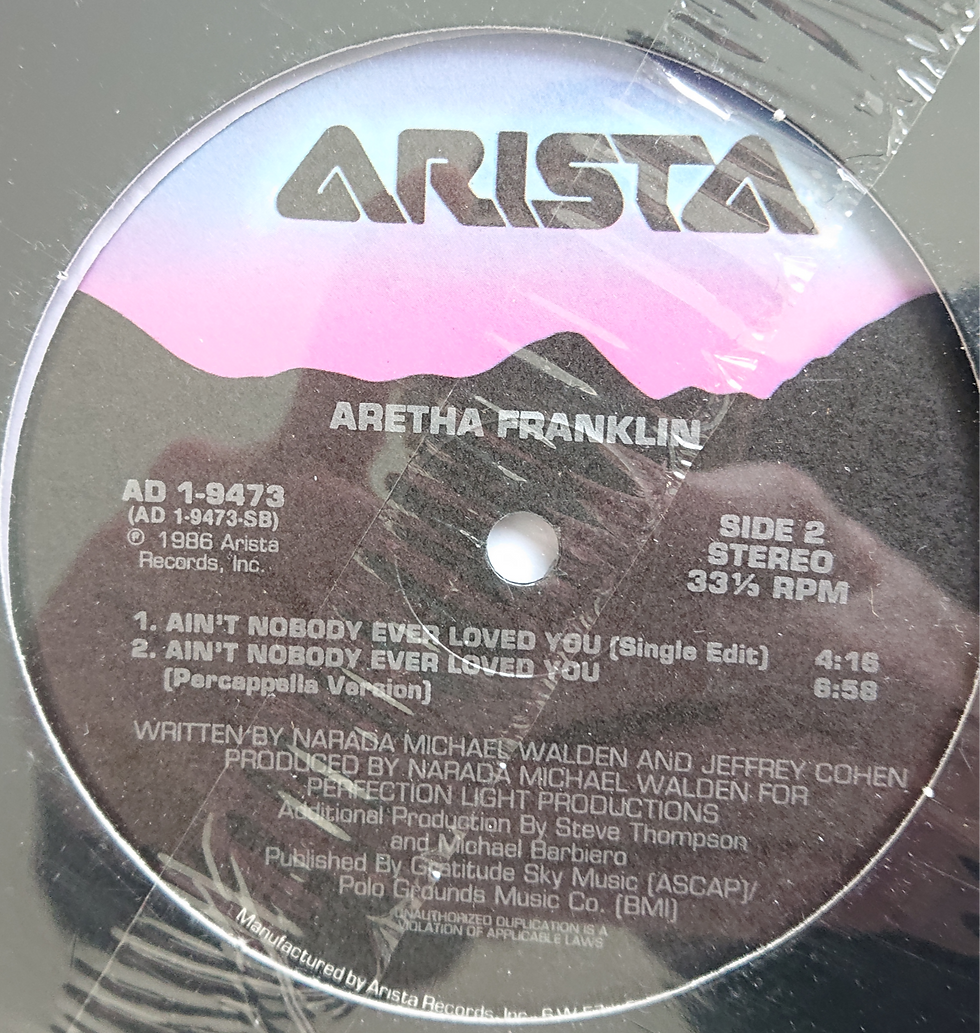 ARISTA
ARETHA FRANKLIN
AD 1-9473
(AD 1-9473-SB)
℗ 1986 Arista
Records, Inc.
SIDE 2
STEREO
33⅓ RPM
1. AIN'T NOBODY EVER LOVED YOU (Single Edit) 4:16
2. AIN'T NOBODY EVER LOVED YOU
(Percappella Version) 6:58
WRITTEN BY NARADA MICHAEL WALDEN AND JEFFREY COHEN
PRODUCED BY NARADA MICHAEL WALDEN FOR
PERFECTION LIGHT PRODUCTIONS
Additional Production By Steve Thompson
and Michael Barbiero
Published By Gratitude Sky Music (ASCAP)/
Polo Grounds Music Co. (BMI)
UNAUTHORIZED DUPLICATION IS A
VIOLATION OF APPLICABLE LAWS
Manufactured by Arista Records, Inc., 6 W.